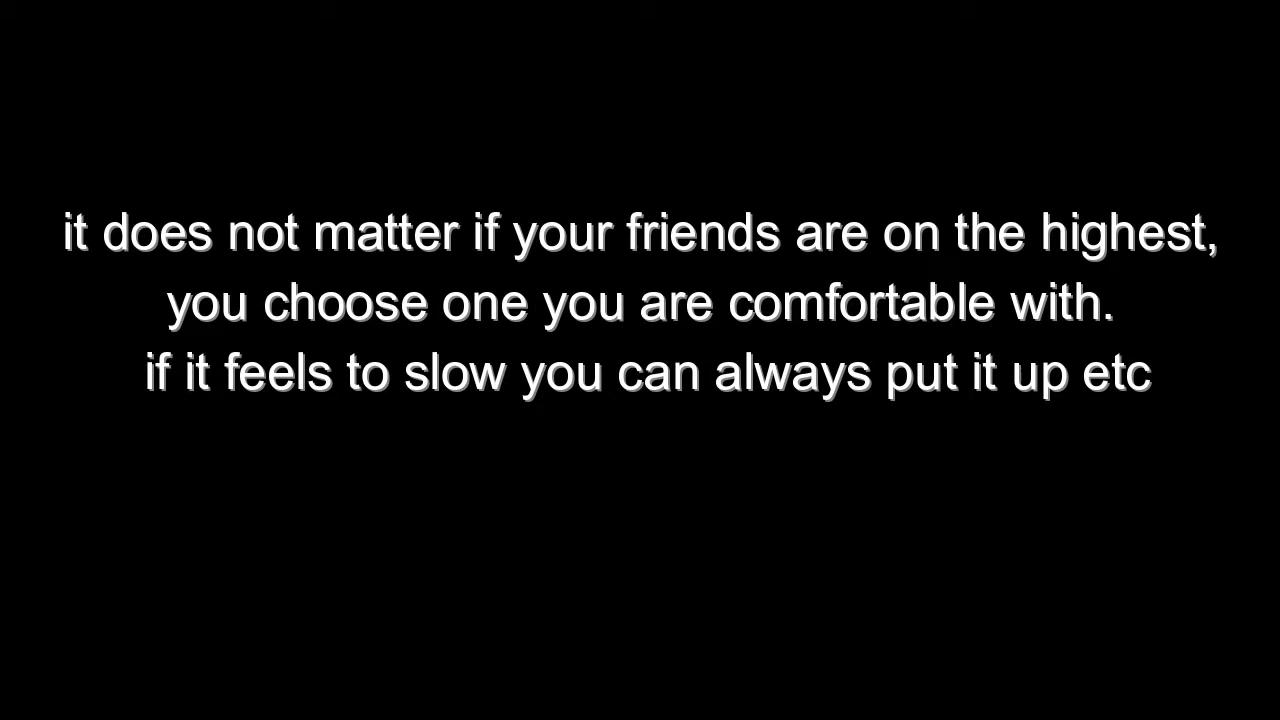 it does not matter if your friends are on the highest,
you choose one you are comfortable with.
if it feels to slow you can always put it up etc